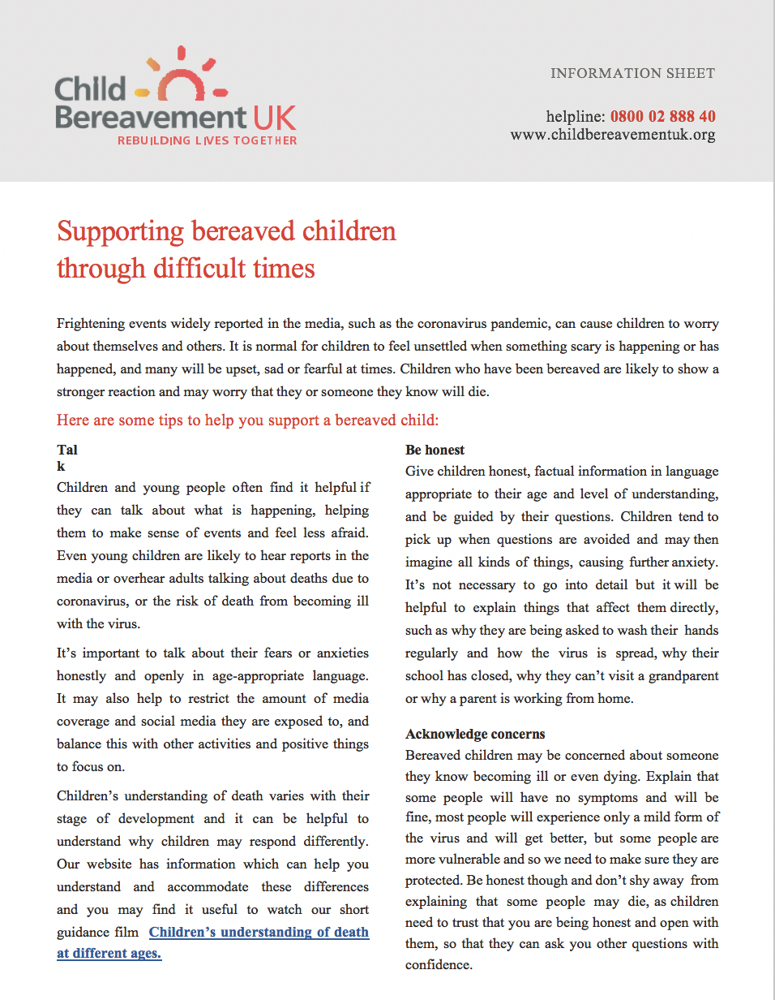 Child
Bereavement UK
REBUILDING LIVES TOGETHER
INFORMATION SHEET
helpline: 0800 02 888 40
www.childbereavementuk.org
Supporting bereaved children
through difficult times
Frightening events widely reported in the media, such as the coronavirus pandemic, can cause children to worry
about themselves and others. It is normal for children to feel unsettled when something scary is happening or has
happened, and many will be upset, sad or fearful at times. Children who have been bereaved are likely to show a
stronger reaction and may worry that they or someone they know will die.
Here are some tips to help you support a bereaved child:
Tal
k
Children and young people often find it helpful if
they can talk about what is happening, helping
them to make sense of events and feel less afraid.
Even young children are likely to hear reports in the
media or overhear adults talking about deaths due to
coronavirus, or the risk of death from becoming ill
with the virus.
It's important to talk about their fears or anxieties
honestly and openly in age-appropriate language.
It may also help to restrict the amount of media
coverage and social media they are exposed to, and
balance this with other activities and positive things
to focus on.
Children's understanding of death varies with their
stage of development and it can be helpful to
understand why children may respond differently.
Our website has information which can help you
understand and accommodate these differences
and you may find it useful to watch our short
guidance film Children's understanding of death
at different ages.
Be honest
Give children honest, factual information in language
appropriate to their age and level of understanding,
and be guided by their questions. Children tend to
pick up when questions are avoided and may then
imagine all kinds of things, causing further anxiety.
It's not necessary to go into detail but it will be
helpful to explain things that affect them directly,
such as why they are being asked to wash their hands
regularly and how the virus is spread, why their
school has closed, why they can't visit a grandparent
or why a parent is working from home.
Acknowledge concerns
Bereaved children may be concerned about someone
they know becoming ill or even dying. Explain that
some people will have no symptoms and will be
fine, most people will experience only a mild form of
the virus and will get better, but some people are
more vulnerable and so we need to make sure they are
protected. Be honest though and don't shy away from
explaining that some people may die, as children
need to trust that you are being honest and open with
them, so that they can ask you other questions with
confidence.